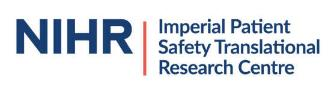 NIHR
Imperial Patient
Safety Translational
Research Centre